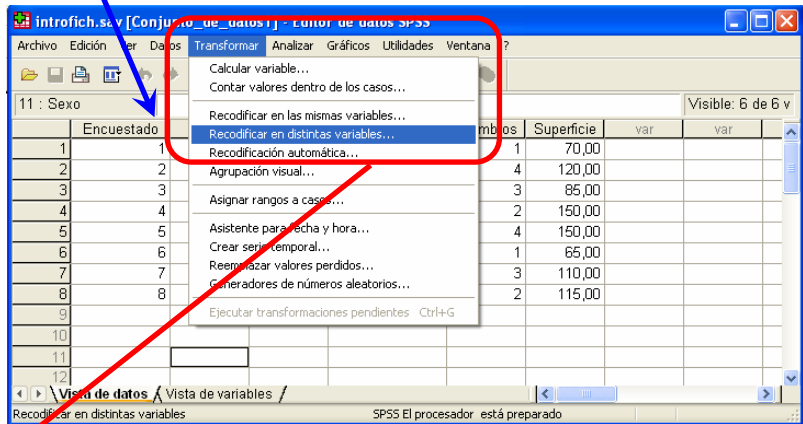 introfich.sav [Conjunto_de_datos1] - Editor de datos SPSS
Archivo Edición Ver Datos Transformar Analizar Gráficos Utilidades Ventana ?
Calcular variable...
Contar valores dentro de los casos...
Recodificar en las mismas variables...
Recodificar en distintas variables...
Recodificación automática...
Agrupación visual...
Asignar rangos a casos...
Asistente para fecha y hora...
Crear serie temporal...
Reemplazar valores perdidos...
Generadores de números aleatorios...
Ejecutar transformaciones pendientes Ctrl+G
11 : Sexo Visible: 6 de 6 v
Encuestado mbios Superficie var var
1 1 1 70,00
2 2 4 120,00
3 3 3 85,00
4 4 2 150,00
5 5 4 150,00
6 6 1 65,00
7 7 3 110,00
8 8 2 115,00
9
10
11
12
Vista de datos Vista de variables
Recodificar en distintas variables SPSS El procesador está preparado